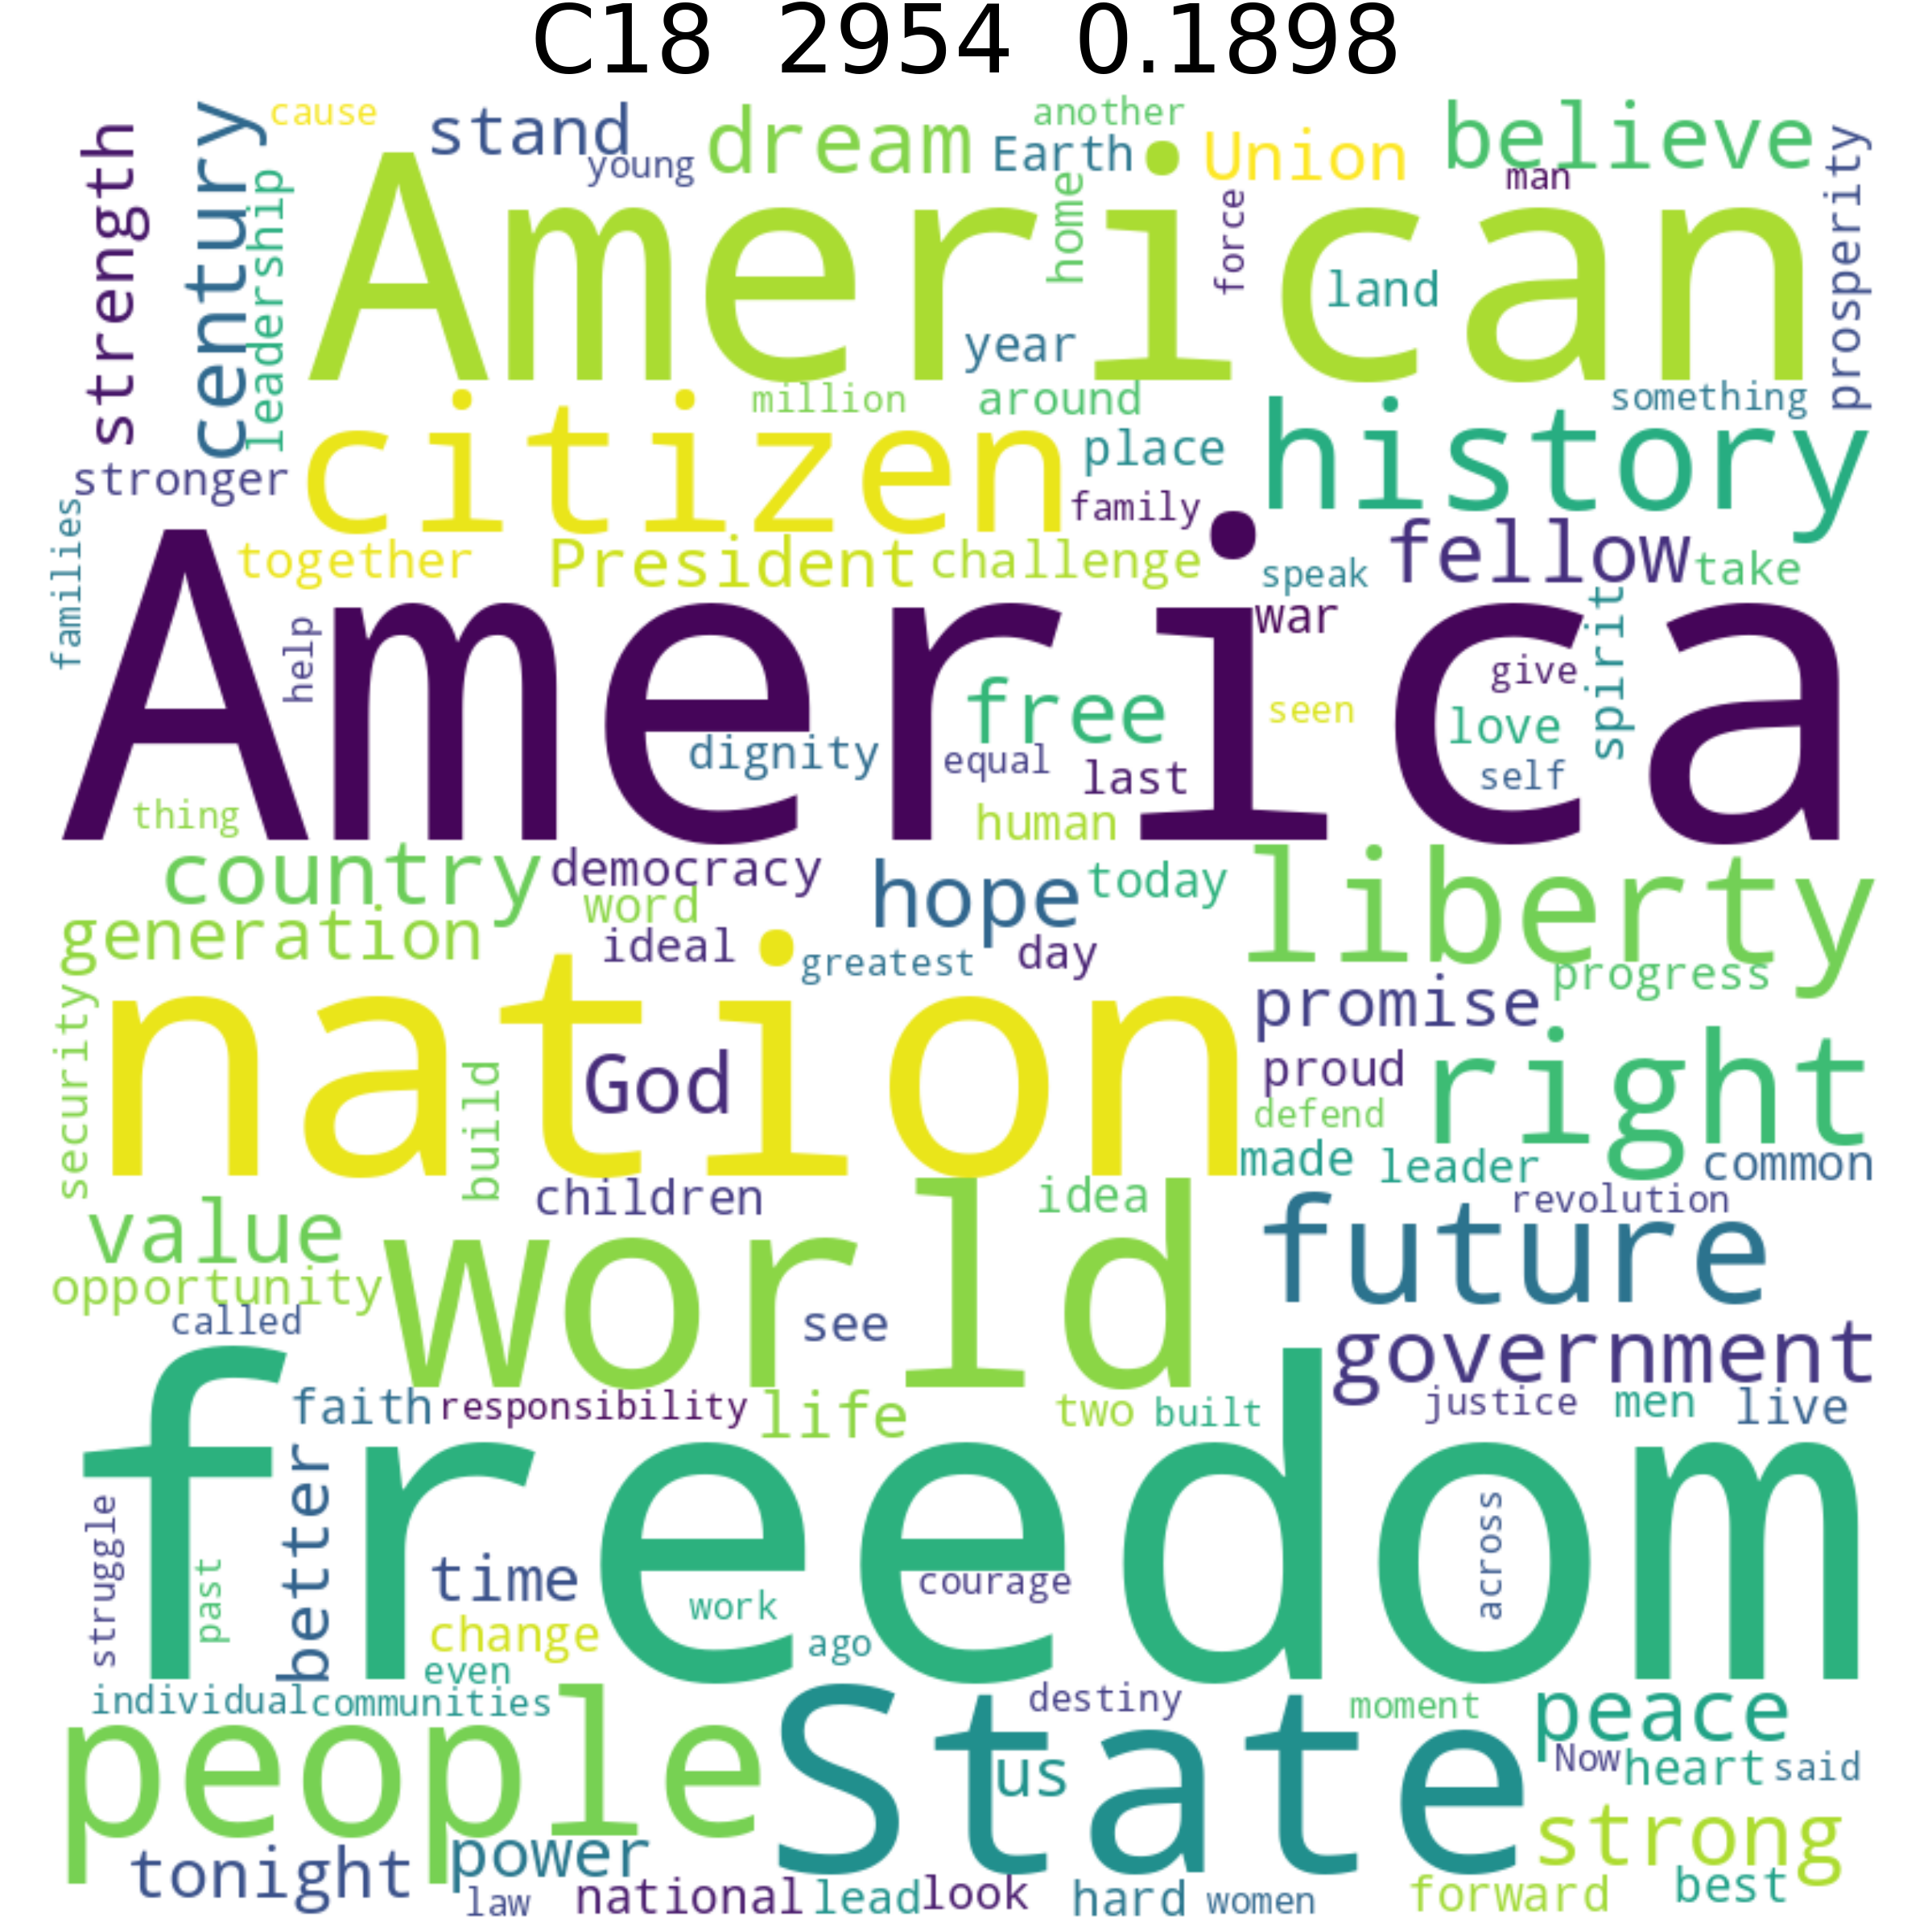 C18 2954 0.1898
cause
stand
young
dream
another
Earth
Union
believe
man
strength
century
leadership
American
home
force
land
year
prosperity
million
around
something
citizen
place
history
stronger
family
families
together
President
challenge
speak
fellow
take
America
help
war
give
spirit
free
seen
love
dignity
equal
last
self
thing
human
country
democracy
hope
today
liberty
word
generation
ideal
greatest
day
progress
security
nation
promise
God
build
proud
right
defend
made
leader
common
children
idea
revolution
value
world
future
opportunity
called
see
government
faith
responsibility
life
two
built
justice
men
live
freedom
struggle
past
better
time
work
courage
across
change
ago
even
individual
communities
destiny
moment
peace
people
State
us
Now
heart
said
strong
tonight
power
law
national
lead
look
hard
women
forward
best